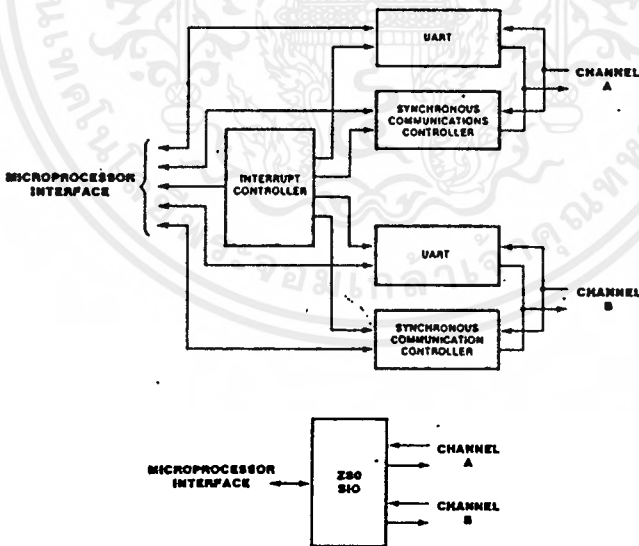 UART
CHANNEL
A
SYNCHRONOUS
COMMUNICATIONS
CONTROLLER
MICROPROCESSOR
INTERFACE
INTERRUPT
CONTROLLER
UART
CHANNEL
B
SYNCHRONOUS
COMMUNICATION
CONTROLLER
MICROPROCESSOR
INTERFACE
Z80
SIO
CHANNEL
A
CHANNEL
B